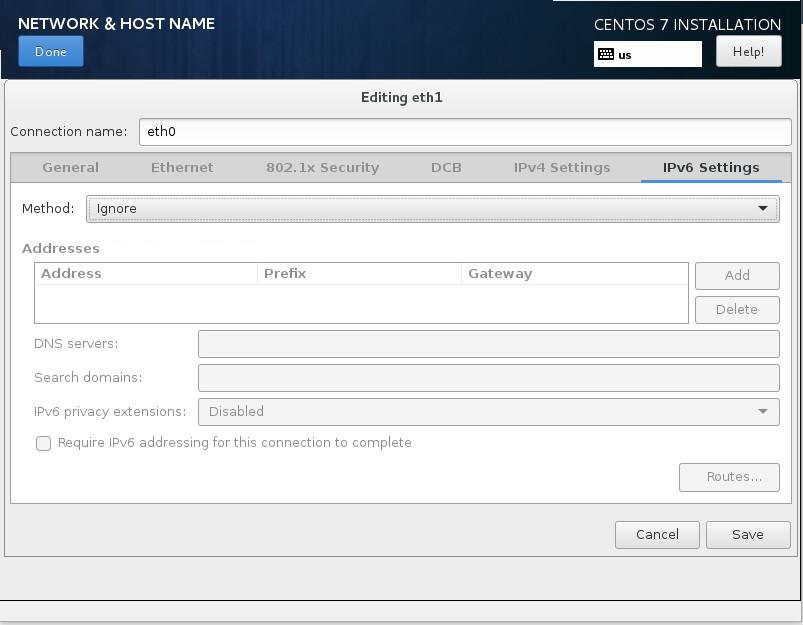 NETWORK & HOST NAME
CENTOS 7 INSTALLATION
Done
us
Help!
Editing eth1
Connection name: eth0
General Ethernet 802.1x Security DCB IPv4 Settings IPv6 Settings
Method: Ignore
Addresses
Address Prefix Gateway
Add
Delete
DNS servers:
Search domains:
IPv6 privacy extensions: Disabled
Require IPv6 addressing for this connection to complete
Routes...
Cancel Save